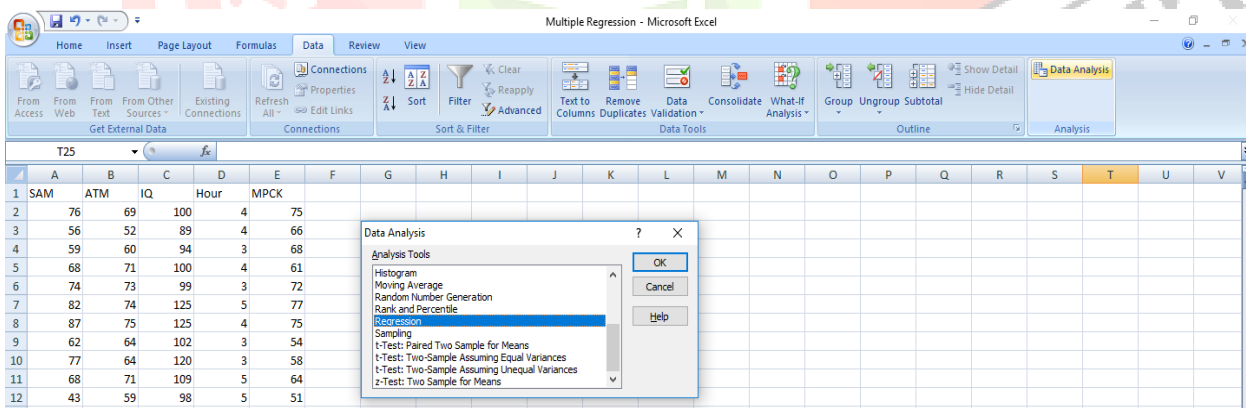 Multiple Regression - Microsoft Excel
Home Insert Page Layout Formulas Data Review View
From Access
From Web
From Text
From Other Sources
Existing Connections
Get External Data
Refresh All
Connections
Properties
Edit Links
Connections
Sort
Filter
Clear
Reapply
Advanced
Sort & Filter
Text to Columns
Remove Duplicates
Data Validation
Consolidate
What-If Analysis
Data Tools
Group
Ungroup
Subtotal
Show Detail
Hide Detail
Outline
Data Analysis
Analysis
T25 fx
A B C D E F G H I J K L M N O P Q R S T U V
1 SAM ATM IQ Hour MPCK
2 76 69 100 4 75
3 56 52 89 4 66
4 59 60 94 3 68
5 68 71 100 4 61
6 74 73 99 3 72
7 82 74 125 5 77
8 87 75 125 4 75
9 62 64 102 3 54
10 77 64 120 3 58
11 68 71 109 5 64
12 43 59 98 5 51
Data Analysis ? X
Analysis Tools
Histogram
Moving Average
Random Number Generation
Rank and Percentile
Regression
Sampling
t-Test: Paired Two Sample for Means
t-Test: Two-Sample Assuming Equal Variances
t-Test: Two-Sample Assuming Unequal Variances
z-Test: Two Sample for Means
OK
Cancel
Help